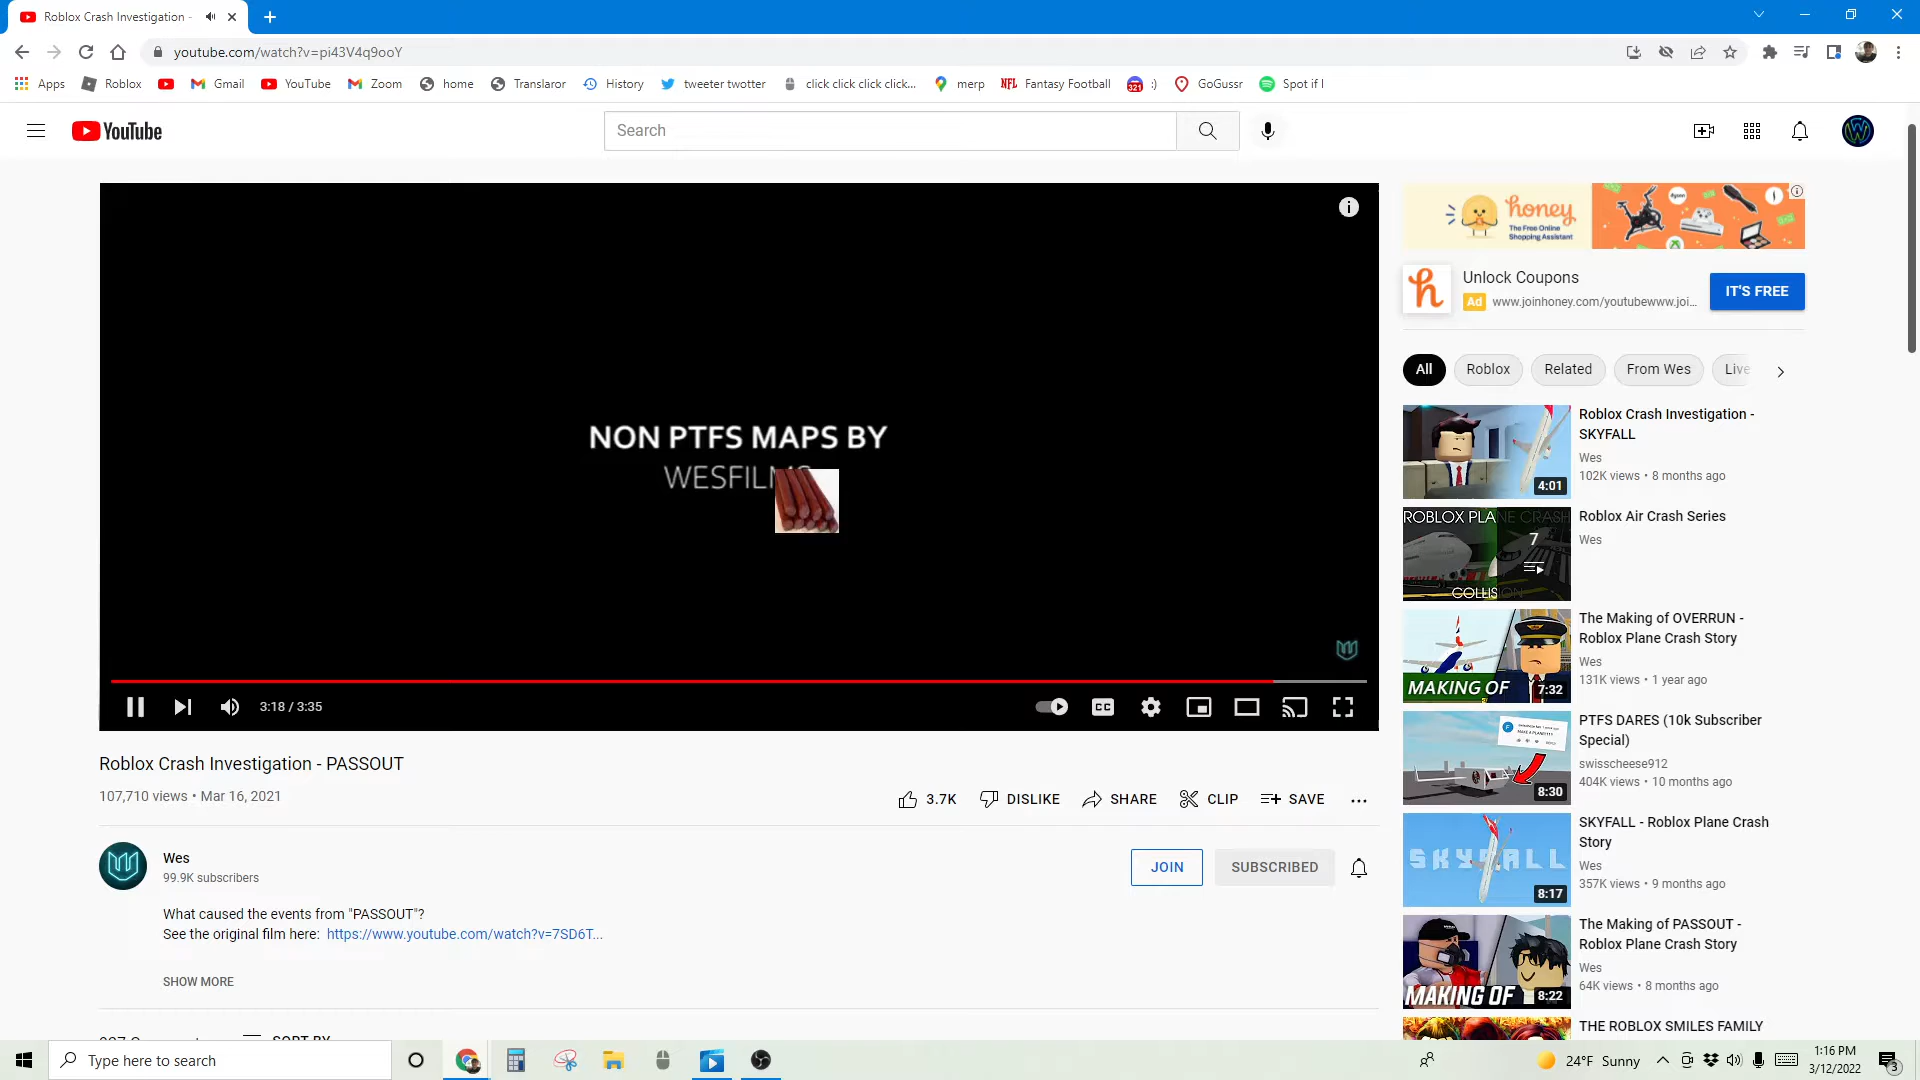 Roblox Crash Investigation -
youtube.com/watch?v=pi43V4q9ooY
Apps
Roblox
Gmail
YouTube
Zoom
home
Translaror
History
tweeter twotter
click click click click...
merp
NFL Fantasy Football
321 :)
GoGussr
Spot if I
YouTube
Search
NON PTFS MAPS BY
WESFILMS
3:18 / 3:35
CC
Roblox Crash Investigation - PASSOUT
107,710 views • Mar 16, 2021
3.7K
DISLIKE
SHARE
CLIP
SAVE
...
Wes
99.9K subscribers
JOIN
SUBSCRIBED
What caused the events from "PASSOUT"?
See the original film here: https://www.youtube.com/watch?v=7SD6T...
SHOW MORE
SORT BY
honey
The Free Online
Shopping Assistant
dyson
h
Unlock Coupons
Ad www.joinhoney.com/youtubewww.joi...
IT'S FREE
All
Roblox
Related
From Wes
Live
4:01
Roblox Crash Investigation -
SKYFALL
Wes
102K views • 8 months ago
ROBLOX PLANE CRASH
7
COLLISION
Roblox Air Crash Series
Wes
MAKING OF
7:32
The Making of OVERRUN -
Roblox Plane Crash Story
Wes
131K views • 1 year ago
8:30
PTFS DARES (10k Subscriber
Special)
swisscheese912
404K views • 10 months ago
SKYFALL
8:17
SKYFALL - Roblox Plane Crash
Story
Wes
357K views • 9 months ago
MAKING OF
8:22
The Making of PASSOUT -
Roblox Plane Crash Story
Wes
64K views • 8 months ago
THE ROBLOX SMILES FAMILY
Type here to search
24°F Sunny
1:16 PM
3/12/2022
3